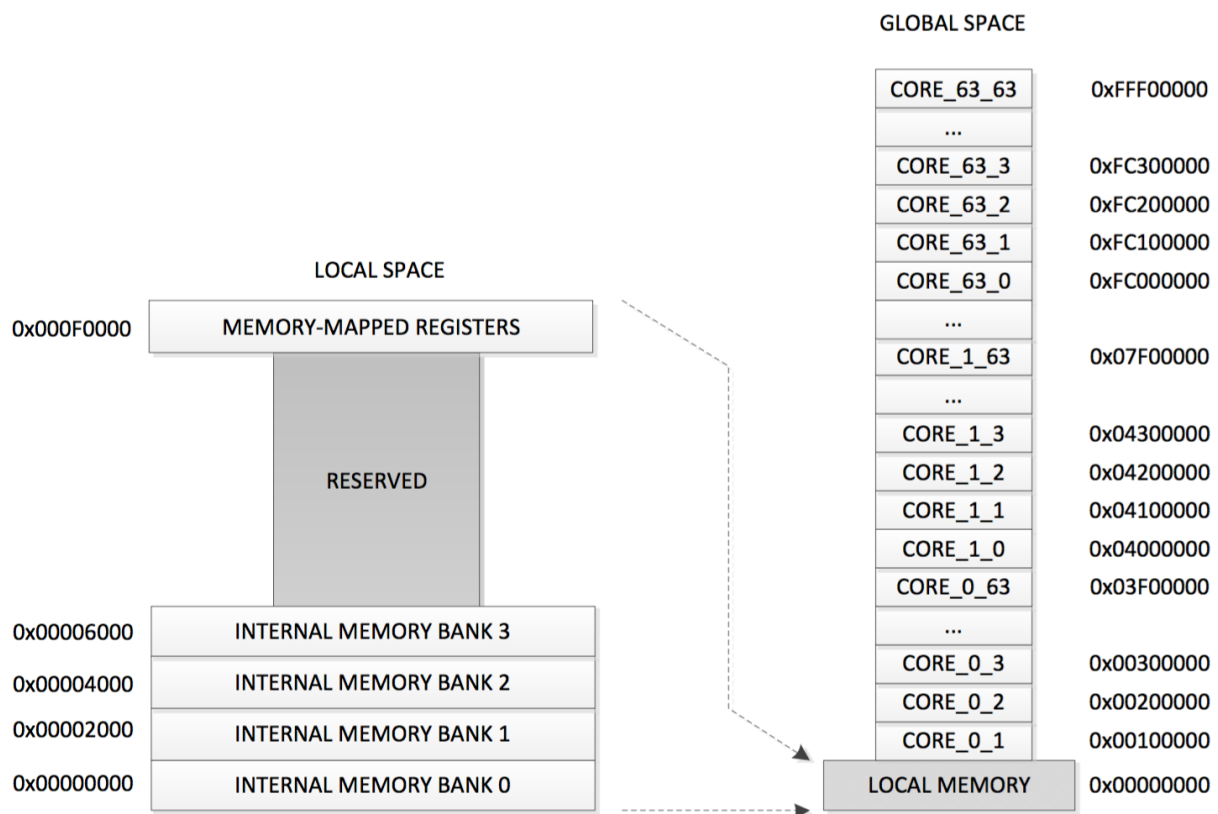 GLOBAL SPACE
CORE_63_63 0xFFF00000
...
CORE_63_3 0xFC300000
CORE_63_2 0xFC200000
CORE_63_1 0xFC100000
CORE_63_0 0xFC000000
...
CORE_1_63 0x07F00000
...
CORE_1_3 0x04300000
CORE_1_2 0x04200000
CORE_1_1 0x04100000
CORE_1_0 0x04000000
CORE_0_63 0x03F00000
...
CORE_0_3 0x00300000
CORE_0_2 0x00200000
CORE_0_1 0x00100000
LOCAL MEMORY 0x00000000
LOCAL SPACE
0x000F0000 MEMORY-MAPPED REGISTERS
RESERVED
0x00006000 INTERNAL MEMORY BANK 3
0x00004000 INTERNAL MEMORY BANK 2
0x00002000 INTERNAL MEMORY BANK 1
0x00000000 INTERNAL MEMORY BANK 0